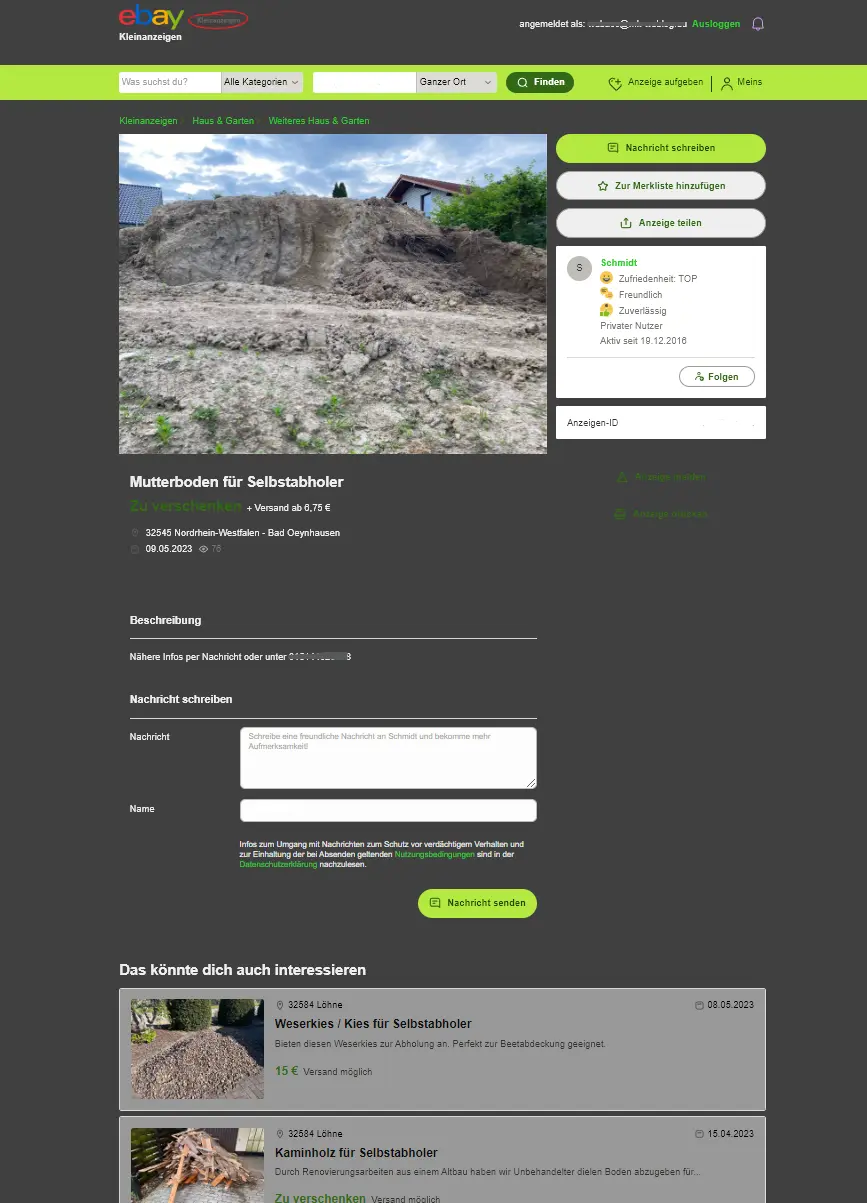 ebay
Kleinanzeigen
Kleinanzeigen
angemeldet als:
Ausloggen
Was suchst du?
Alle Kategorien
Ganzer Ort
Finden
Anzeige aufgeben
Meins
Kleinanzeigen
Haus & Garten
Weiteres Haus & Garten
Nachricht schreiben
Zur Merkliste hinzufügen
Anzeige teilen
S
Schmidt
Zufriedenheit: TOP
Freundlich
Zuverlässig
Privater Nutzer
Aktiv seit 19.12.2016
Folgen
Anzeigen-ID
Anzeige melden
Anzeige drucken
Mutterboden für Selbstabholer
Zu verschenken + Versand ab 6,75 €
32545 Nordrhein-Westfalen - Bad Oeynhausen
09.05.2023 76
Beschreibung
Nähere Infos per Nachricht oder unter
Nachricht schreiben
Nachricht
Schreibe eine freundliche Nachricht an Schmidt und bekomme mehr
Aufmerksamkeit!
Name
Infos zum Umgang mit Nachrichten zum Schutz vor verdächtigem Verhalten und
zur Einhaltung der bei Absenden geltenden Nutzungsbedingungen sind in der
Datenschutzerklärung nachzulesen.
Nachricht senden
Das könnte dich auch interessieren
32584 Löhne
08.05.2023
Weserkies / Kies für Selbstabholer
Bieten diesen Weserkies zur Abholung an. Perfekt zur Beetabdeckung geeignet.
15 € Versand möglich
32584 Löhne
15.04.2023
Kaminholz für Selbstabholer
Durch Renovierungsarbeiten aus einem Altbau haben wir Unbehandelter dielen Boden abzugeben für...
Zu verschenken Versand möglich